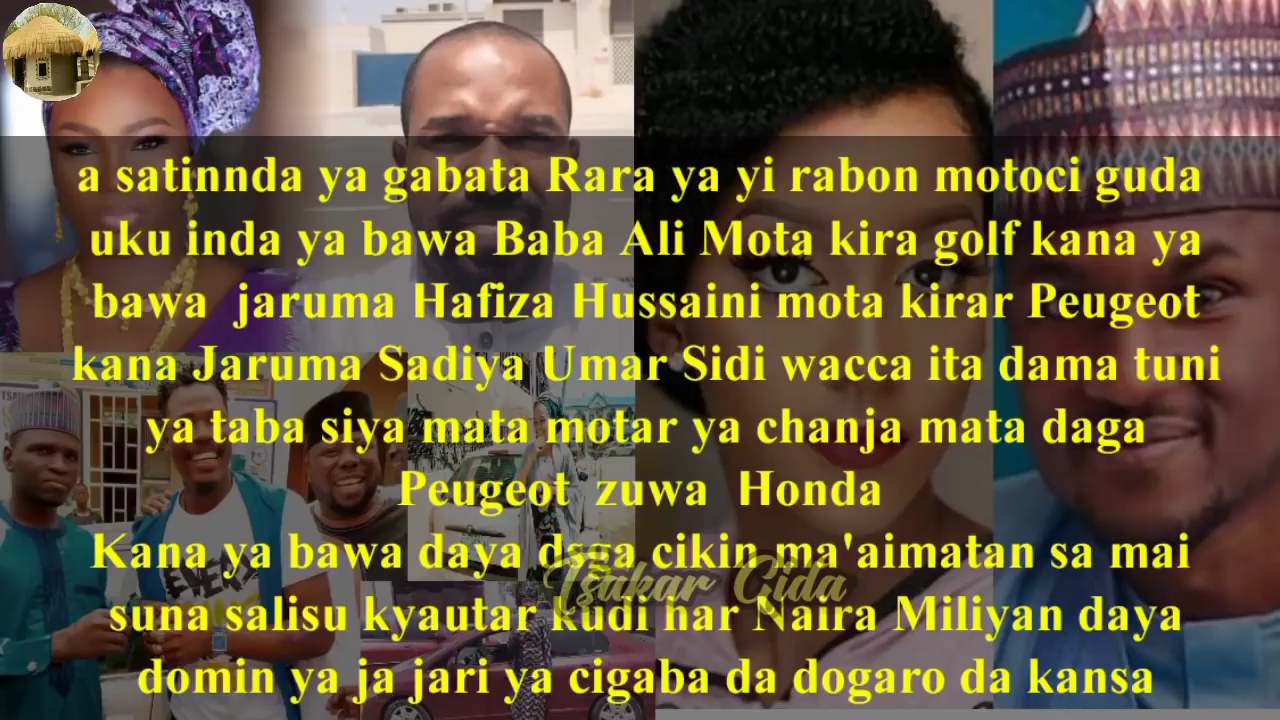 a satinnda ya gabata Rara ya yi rabon motoci guda
uku inda ya bawa Baba Ali Mota kira golf kana ya
bawa jaruma Hafiza Hussaini mota kirar Peugeot
kana Jaruma Sadiya Umar Sidi wacca ita dama tuni
ya taba siya mata motar ya chanja mata daga
Peugeot zuwa Honda
Kana ya bawa daya daga cikin ma'aimatan sa mai
suna salisu kyautar kudi har Naira Miliyan daya
domin ya ja jari ya cigaba da dogaro da kansa
Tsakar Gida